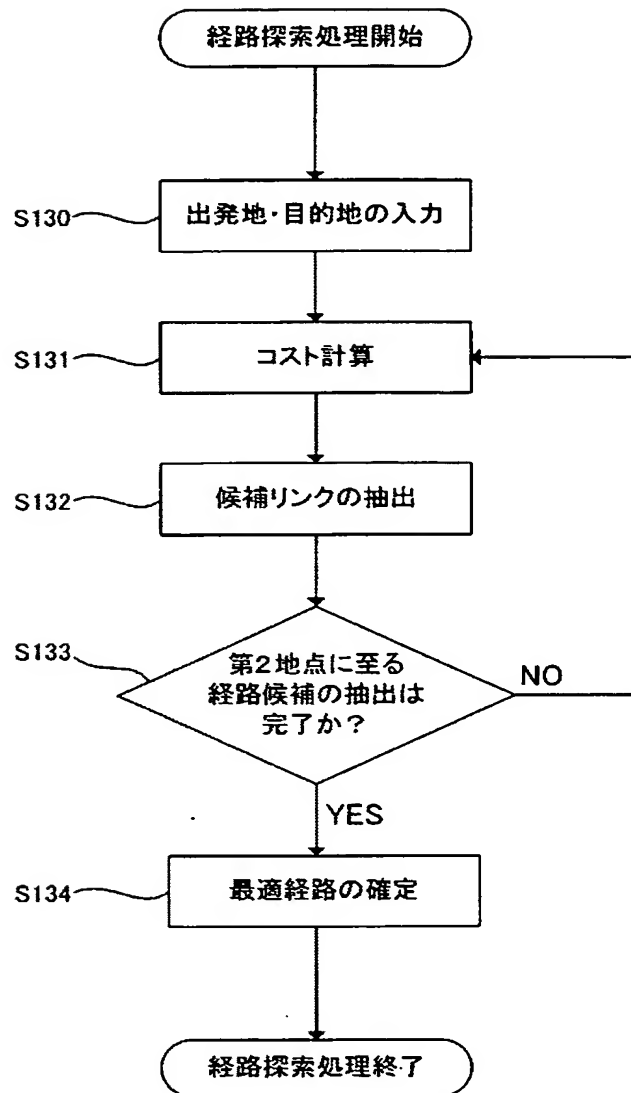 経路探索処理開始
S130
出発地・目的地の入力
S131
コスト計算
S132
候補リンクの抽出
S133
第2地点に至る
経路候補の抽出は
完了か？
NO
YES
S134
最適経路の確定
経路探索処理終了